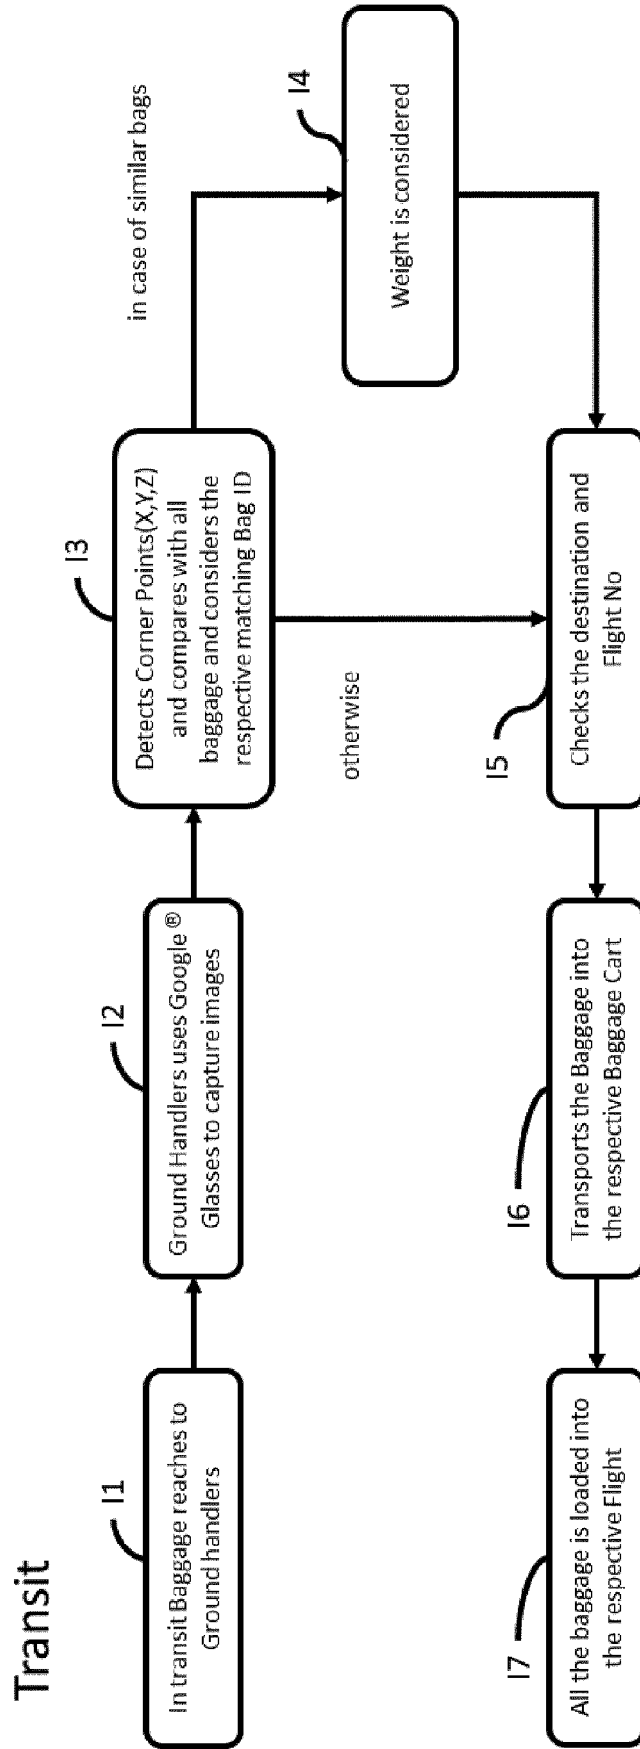 Transit
I1
In transit Baggage reaches to
Ground handlers
I2
Ground Handlers uses Google ®
Glasses to capture images
I3
Detects Corner Points(X,Y,Z)
and compares with all
baggage and considers the
respective matching Bag ID
in case of similar bags
I4
Weight is considered
otherwise
I5
Checks the destination and
Flight No
I6
Transports the Baggage into
the respective Baggage Cart
I7
All the baggage is loaded into
the respective Flight